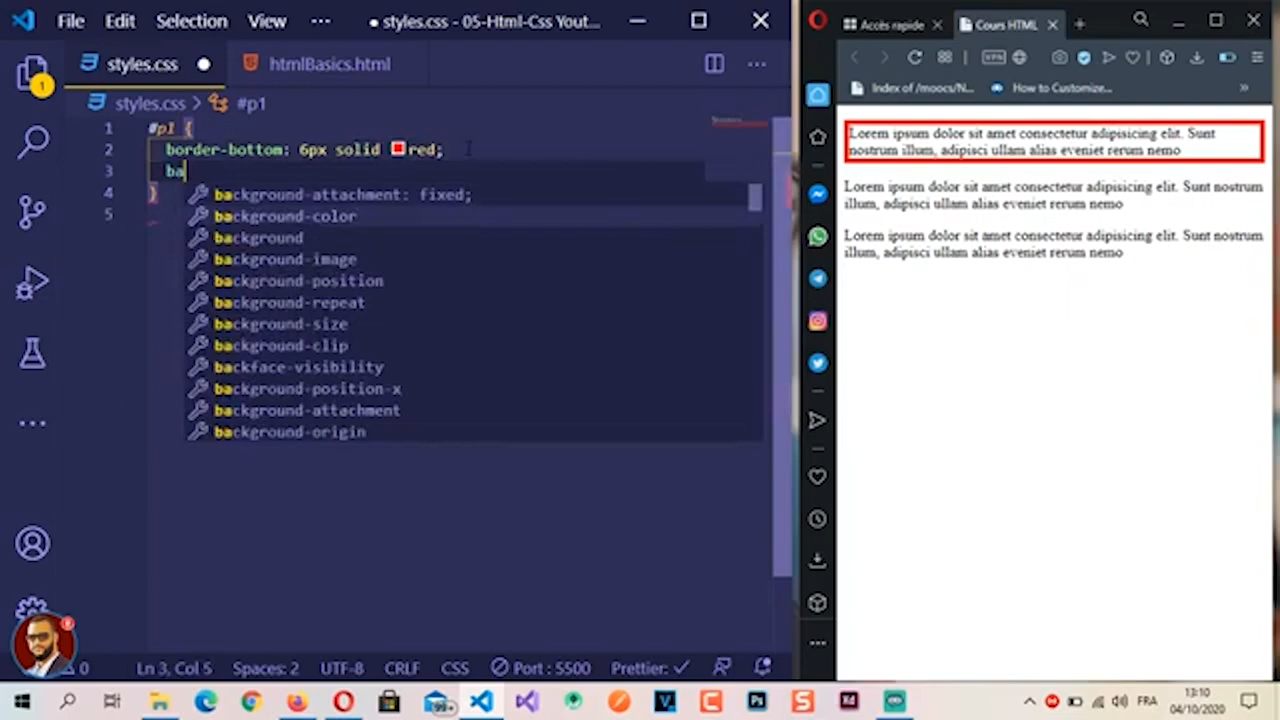 File Edit Selection View ··· ● styles.css - 05-Html-Css Yout...
styles.css ● htmlBasics.html ···
styles.css > #p1
1 #p1 {
2 border-bottom: 6px solid red;
3 ba
4 }
5
background-attachment: fixed;
background-color
background
background-image
background-position
background-repeat
background-size
background-clip
backface-visibility
background-position-x
background-attachment
background-origin
1
0 Ln 3, Col 5 Spaces: 2 UTF-8 CRLF CSS Port : 5500 Prettier: ✓
Accès rapide Cours HTML
VPN
Index of /moocs/N... How to Customize... »
Lorem ipsum dolor sit amet consectetur adipisicing elit. Sunt
nostrum illum, adipisci ullam alias eveniet rerum nemo
Lorem ipsum dolor sit amet consectetur adipisicing elit. Sunt nostrum
illum, adipisci ullam alias eveniet rerum nemo
Lorem ipsum dolor sit amet consectetur adipisicing elit. Sunt nostrum
illum, adipisci ullam alias eveniet rerum nemo
99+ Ps S Xd FRA 13:10
04/10/2020